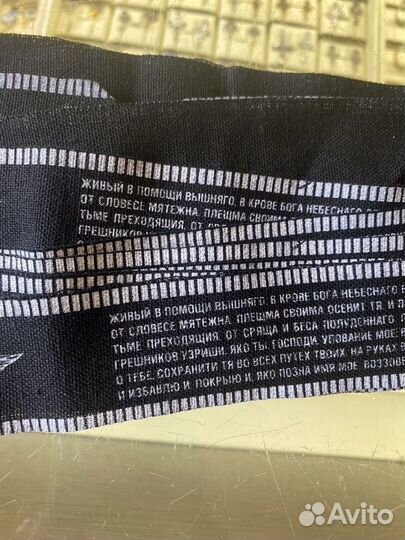 ЖИВЫЙ В ПОМОЩИ ВЫШНЯГО, В КРОВЕ БОГА НЕБЕСНАГО
ОТ СЛОВЕСЕ МЯТЕЖНА, ПЛЕЩМА СВОИМА
ТЬМЕ ПРЕХОДЯЩИЯ, ОТ
ГРЕШНИКОВ
ЖИВЫЙ В ПОМОЩИ ВЫШНЯГО, В КРОВЕ БОГА НЕБЕСНАГО В
ОТ СЛОВЕСЕ МЯТЕЖНА, ПЛЕЩМА СВОИМА ОСЕНИТ ТЯ, И П
ТЬМЕ ПРЕХОДЯЩИЯ, ОТ СРЯЩА И БЕСА ПОЛУДЕННАГО.
ГРЕШНИКОВ УЗРИШИ. ЯКО ТЫ, ГОСПОДИ, УПОВАНИЕ МОЕ, В
О ТЕБЕ, СОХРАНИТИ ТЯ ВО ВСЕХ ПУТЕХ ТВОИХ. НА РУКАХ В
И ИЗБАВЛЮ И, ПОКРЫЮ И, ЯКО ПОЗНА ИМЯ МОЕ. ВОЗЗОВ
Avito